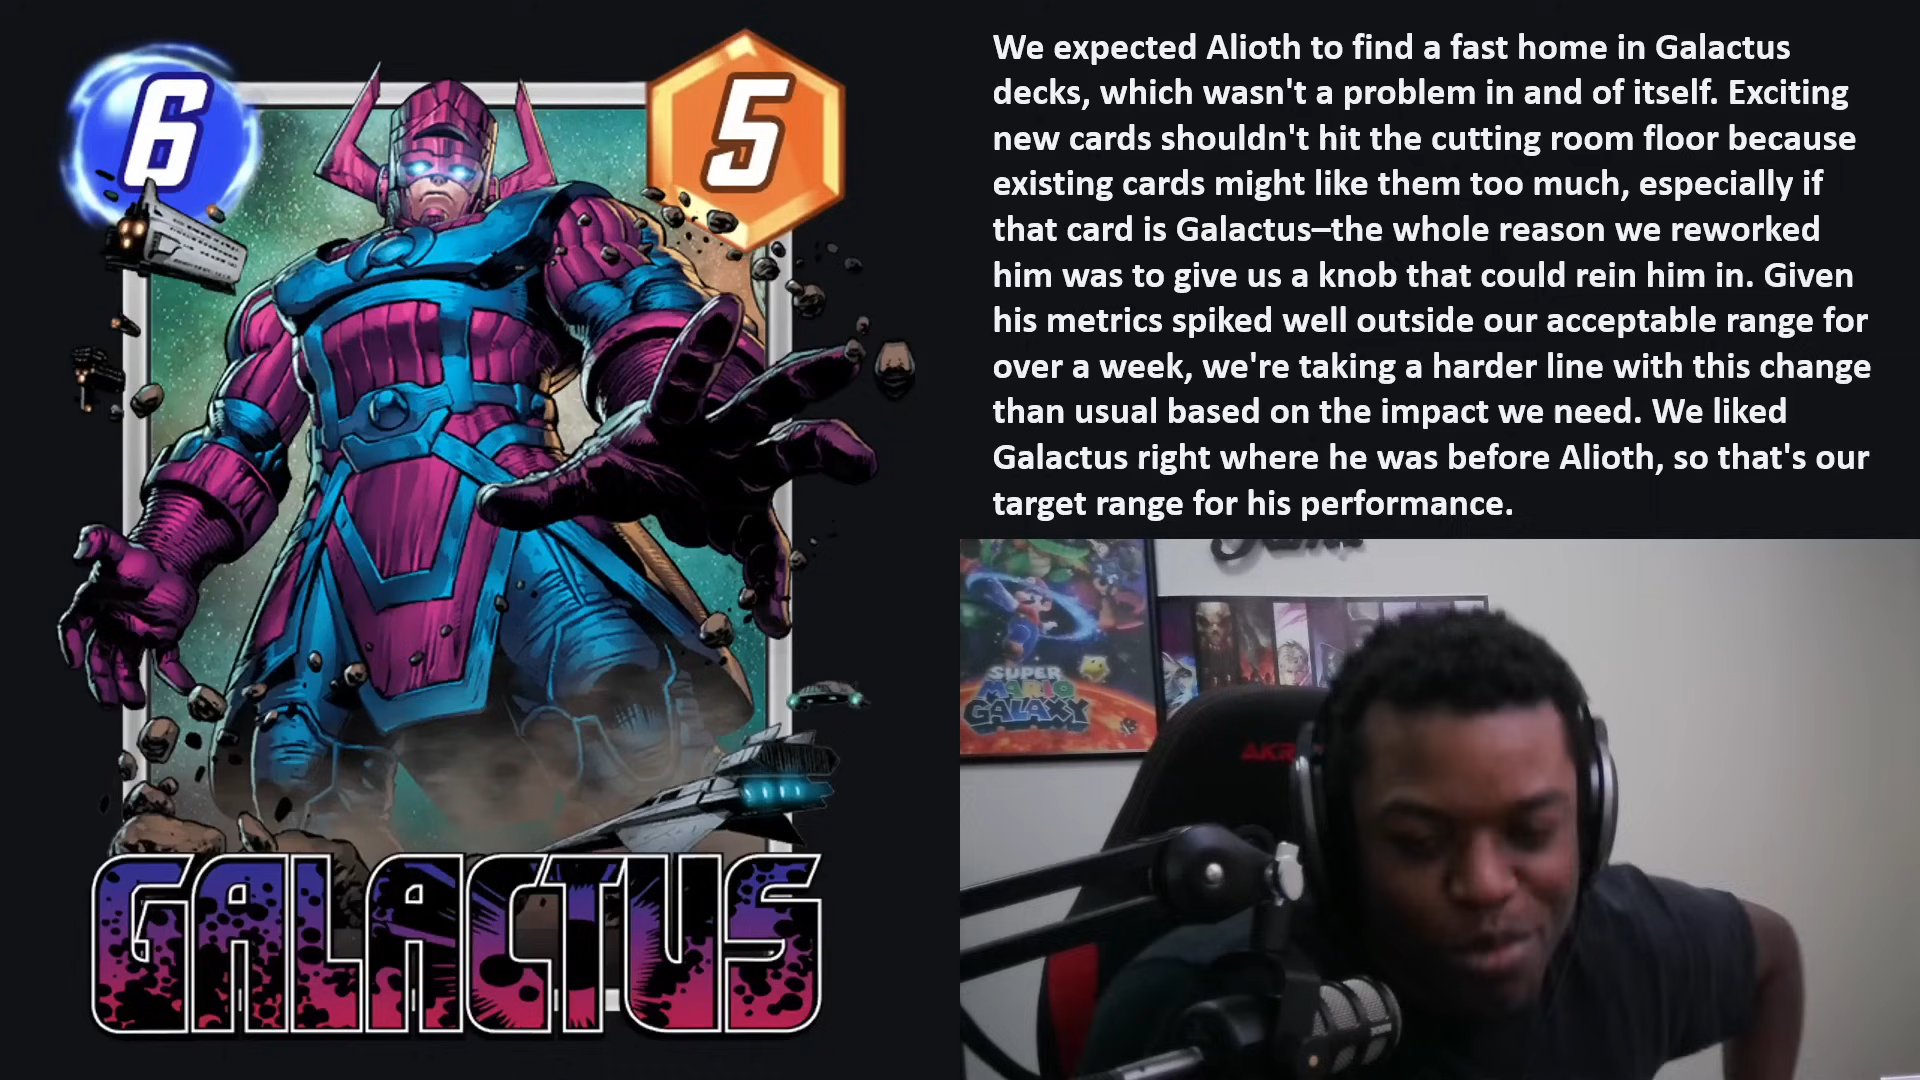 6
5
GALACTUS
We expected Alioth to find a fast home in Galactus
decks, which wasn't a problem in and of itself. Exciting
new cards shouldn't hit the cutting room floor because
existing cards might like them too much, especially if
that card is Galactus–the whole reason we reworked
him was to give us a knob that could rein him in. Given
his metrics spiked well outside our acceptable range for
over a week, we're taking a harder line with this change
than usual based on the impact we need. We liked
Galactus right where he was before Alioth, so that's our
target range for his performance.
SUPER
MARIO
GALAXY